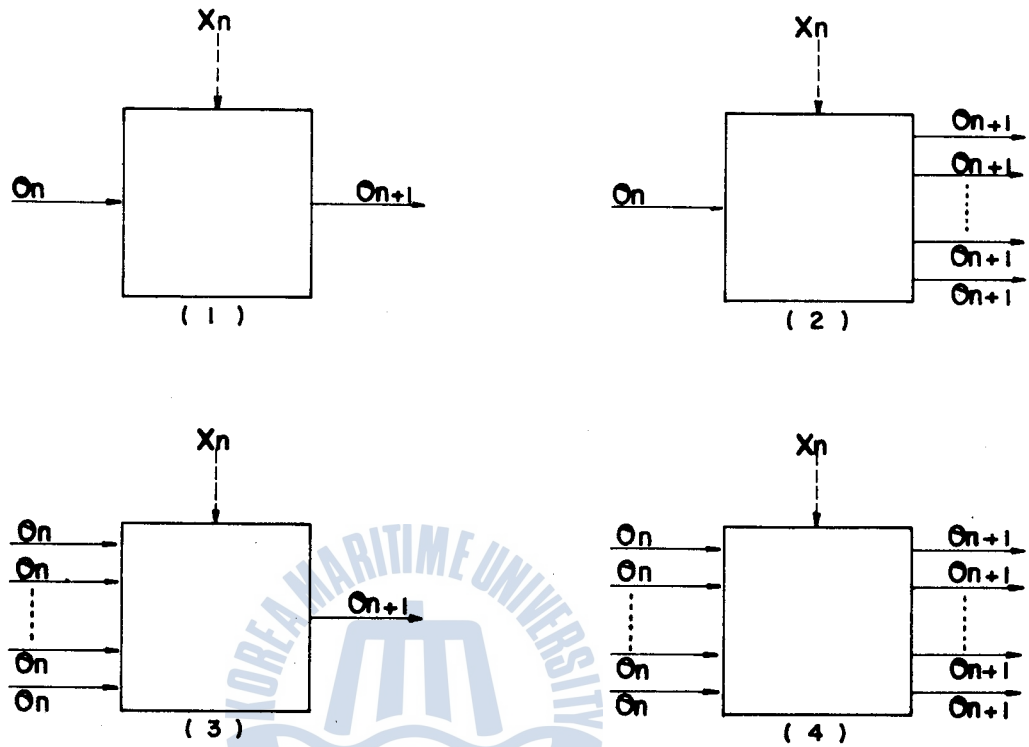 Xn
On
On+1
( 1 )
Xn
On
On+1
On+1
On+1
On+1
( 2 )
Xn
On
On
On
On
On+1
( 3 )
Xn
On
On
On
On
On+1
On+1
On+1
On+1
( 4 )
KOREA MARITIME UNIVERSITY